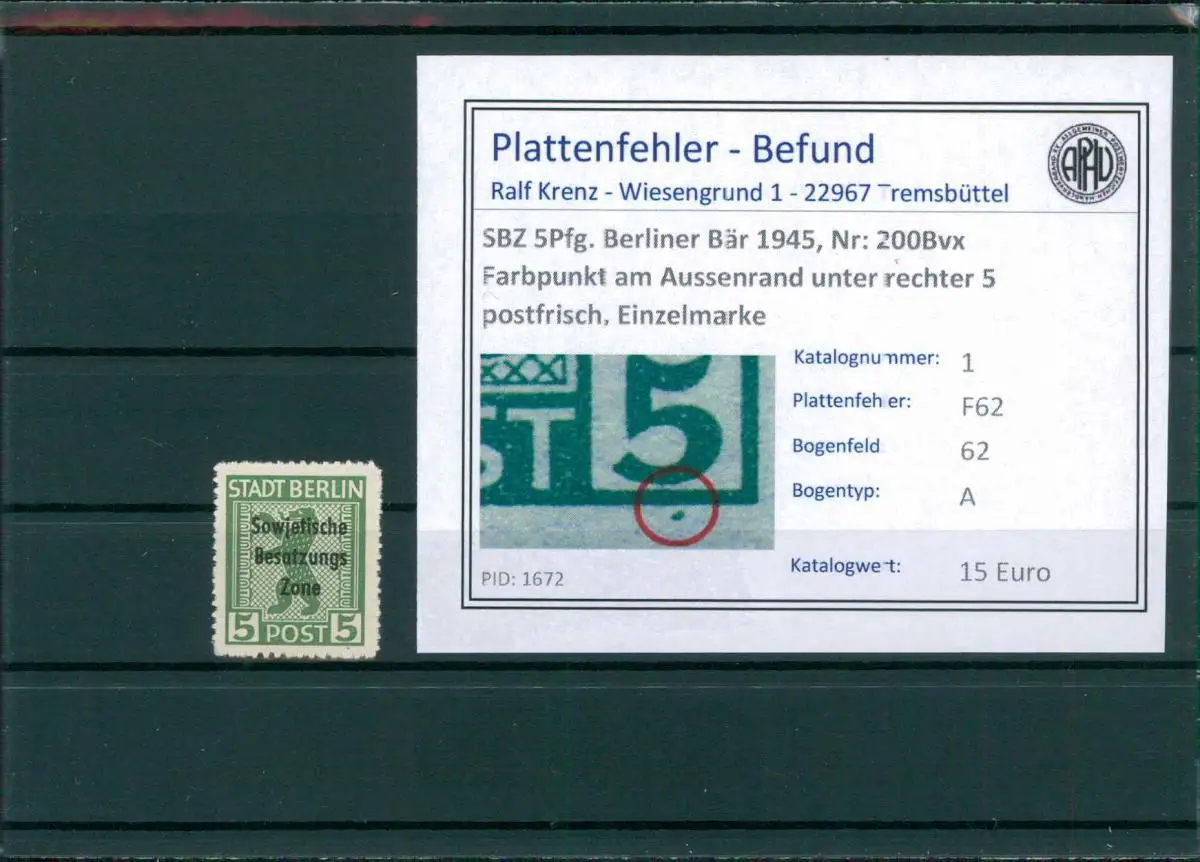 Plattenfehler - Befund
Ralf Krenz - Wiesengrund 1 - 22967 Tremsbüttel
SBZ 5Pfg. Berliner Bär 1945, Nr: 200Bvx
Farbpunkt am Aussenrand unter rechter 5
postfrisch, Einzelmarke
ST 5
Katalognummer: 1
Plattenfehler: F62
Bogenfeld 62
Bogentyp: A
Katalogwert: 15 Euro
PID: 1672
STADT BERLIN
Sowjetische
Besatzungs
Zone
5 POST 5
APHV